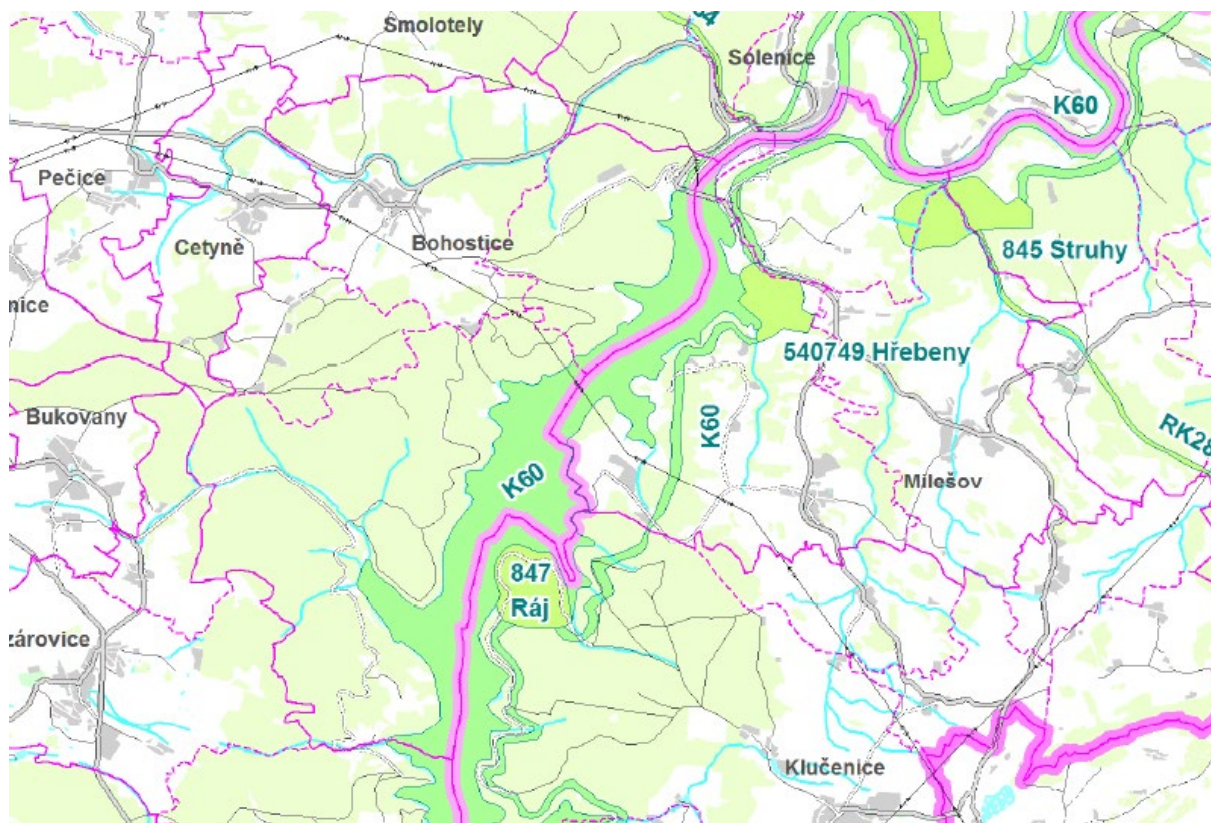 Smolotely
Solenice
K60
Pečice
Cetyně
Bohostice
845 Struhy
nice
540749 Hřebeny
Bukovany
K60
RK28
K60
Milešov
847
Ráj
zárovice
Klučenice